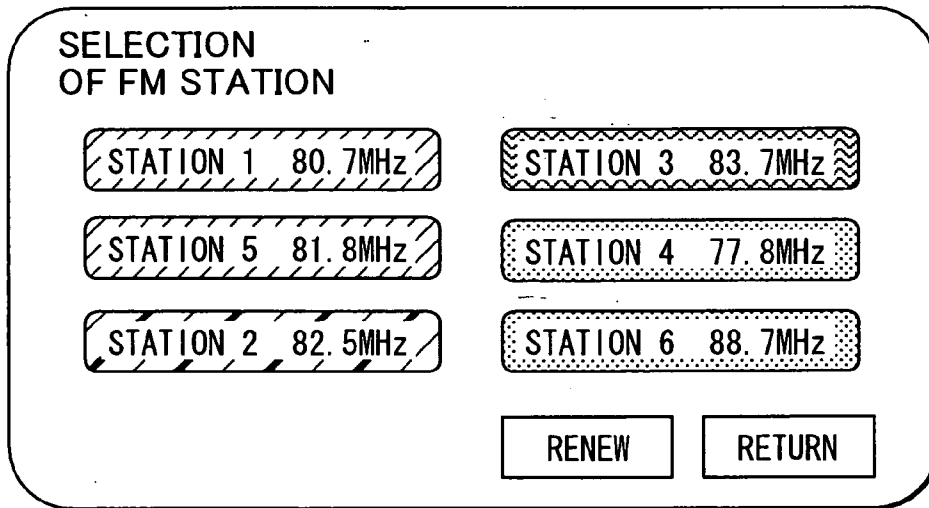 SELECTION
OF FM STATION
STATION 1 80.7MHz
STATION 5 81.8MHz
STATION 2 82.5MHz
STATION 3 83.7MHz
STATION 4 77.8MHz
STATION 6 88.7MHz
RENEW
RETURN